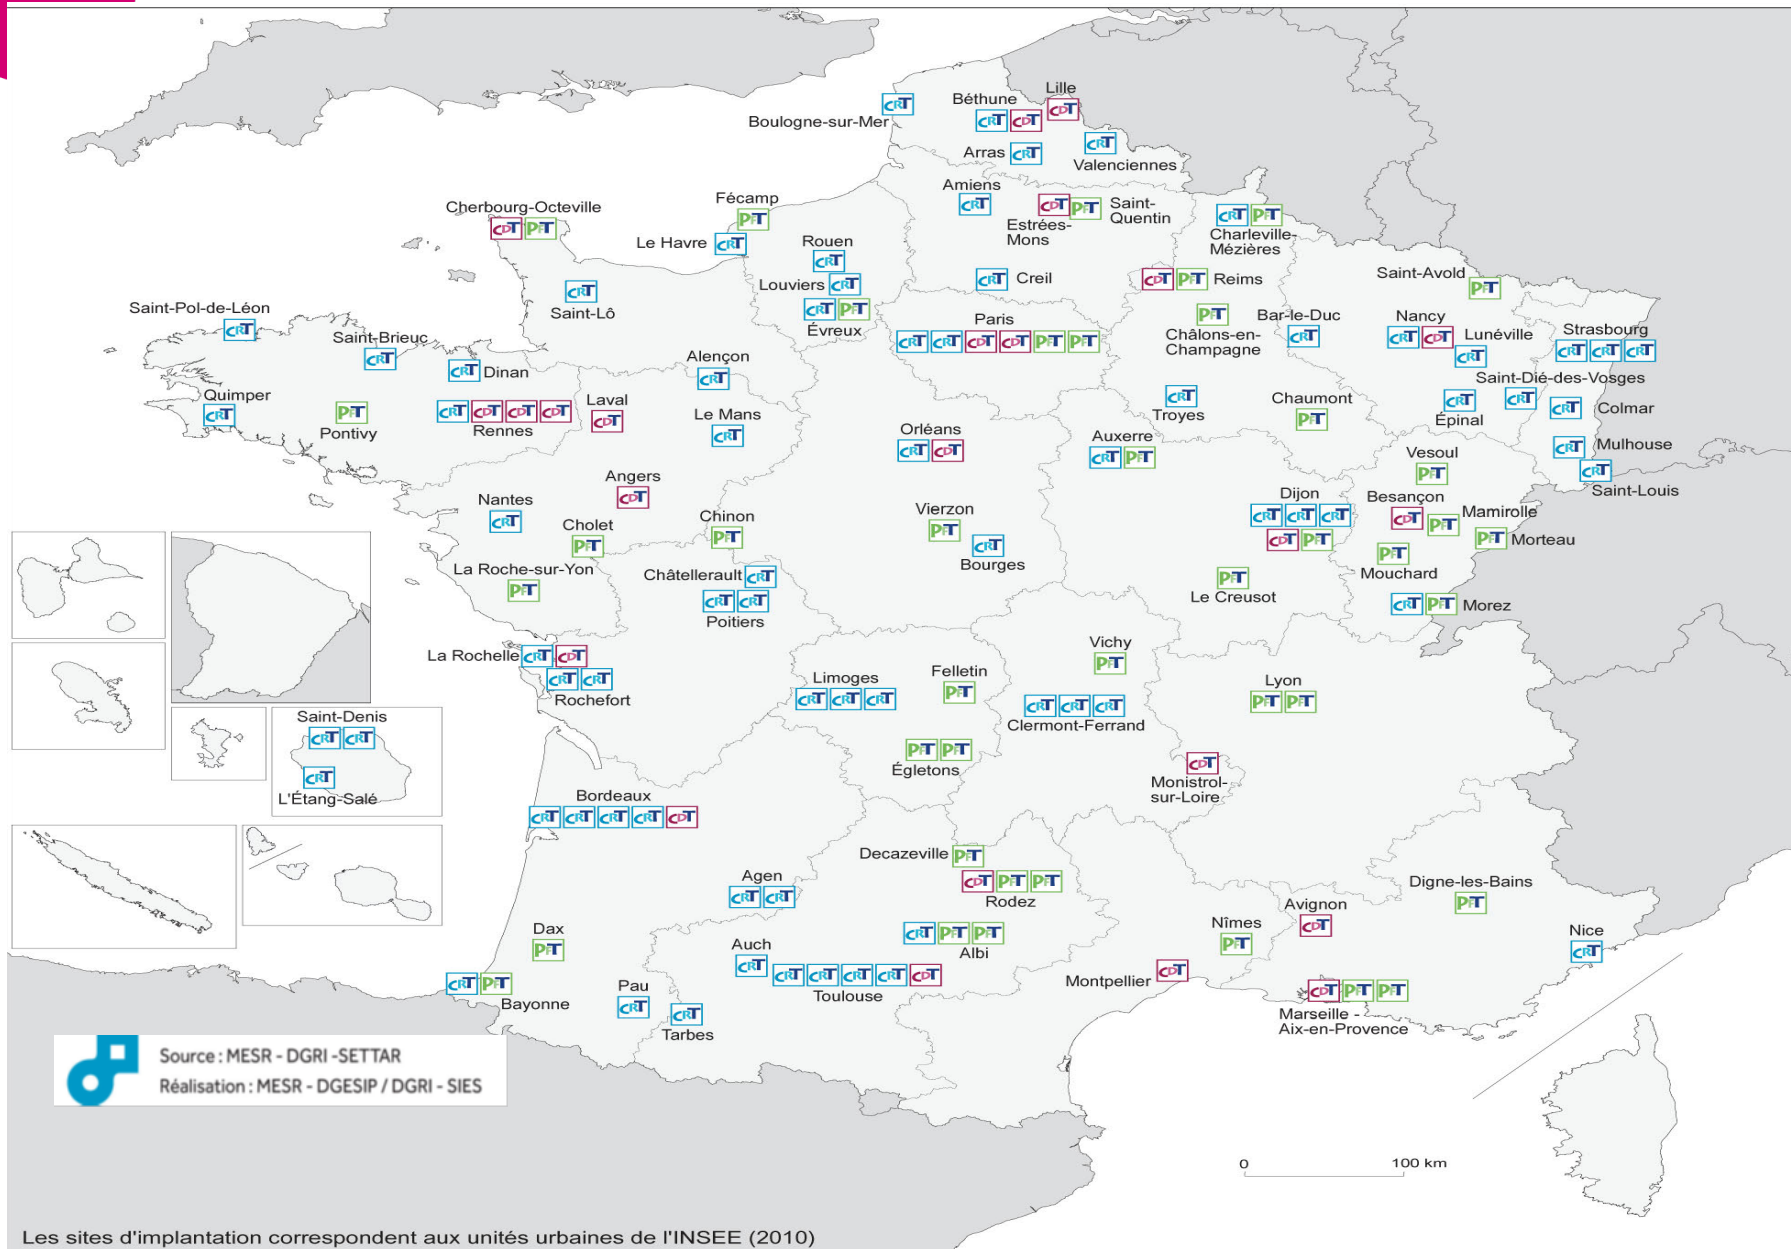 Lille
Béthune
CRT
CRT CDT
CDT
Boulogne-sur-Mer
Arras CRT
CRT
Valenciennes
Amiens
CRT
Fécamp
PFT
Cherbourg-Octeville
CDT PFT
CDT PFT
Saint-
Quentin
Estrées-
Mons
CRT PFT
Charleville-
Mézières
Le Havre CRT
Rouen
CRT
Louviers CRT
CRT PFT
Évreux
CRT Creil
CDT PFT Reims
Saint-Avold
PFT
CRT
Saint-Lô
Saint-Pol-de-Léon
CRT
Saint-Brieuc
CRT
CRT Dinan
Paris
CRT CRT CDT CDT PFT PFT
PFT
Châlons-en-
Champagne
Bar-le-Duc
CRT
Nancy
CRT CDT
Lunéville
CRT
Strasbourg
CRT CRT CRT
Alençon
CRT
Saint-Dié-des-Vosges
CRT
Quimper
CRT
PFT
Pontivy
CRT CDT CDT CDT
Rennes
Laval
CDT
Le Mans
CRT
CRT
Troyes
Chaumont
PFT
CRT
Épinal
CRT Colmar
Orléans
CRT CDT
Auxerre
CRT PFT
CRT Mulhouse
CRT
Saint-Louis
Vesoul
PFT
Angers
CDT
Nantes
CRT
Cholet
PFT
Chinon
PFT
Vierzon
PFT
CRT
Bourges
Dijon
CRT CRT CRT
CDT PFT
Besançon
CDT
PFT
Mamirolle
PFT Morteau
PFT
Mouchard
La Roche-sur-Yon
PFT
Châtellerault CRT
CRT CRT
Poitiers
PFT
Le Creusot
CRT PFT Morez
La Rochelle CRT CDT
CRT CRT
Rochefort
Limoges
CRT CRT CRT
Felletin
PFT
Vichy
PFT
CRT CRT CRT
Clermont-Ferrand
Lyon
PFT PFT
Saint-Denis
CRT CRT
CRT
L'Étang-Salé
PFT PFT
Égletons
CDT
Monistrol-
sur-Loire
Bordeaux
CRT CRT CRT CRT CDT
Decazeville PFT
CDT PFT PFT
Rodez
Agen
CRT CRT
Digne-les-Bains
PFT
Avignon
CDT
Nîmes
PFT
Nice
CRT
Dax
PFT
CRT PFT PFT
Albi
Auch
CRT
CRT CRT CRT CRT CDT
Toulouse
Montpellier CDT
CDT PFT PFT
Marseille -
Aix-en-Provence
CRT PFT
Bayonne
Pau
CRT
CRT
Tarbes
Source : MESR - DGRI -SETTAR
Réalisation : MESR - DGESIP / DGRI - SIES
0 100 km
Les sites d'implantation correspondent aux unités urbaines de l'INSEE (2010)